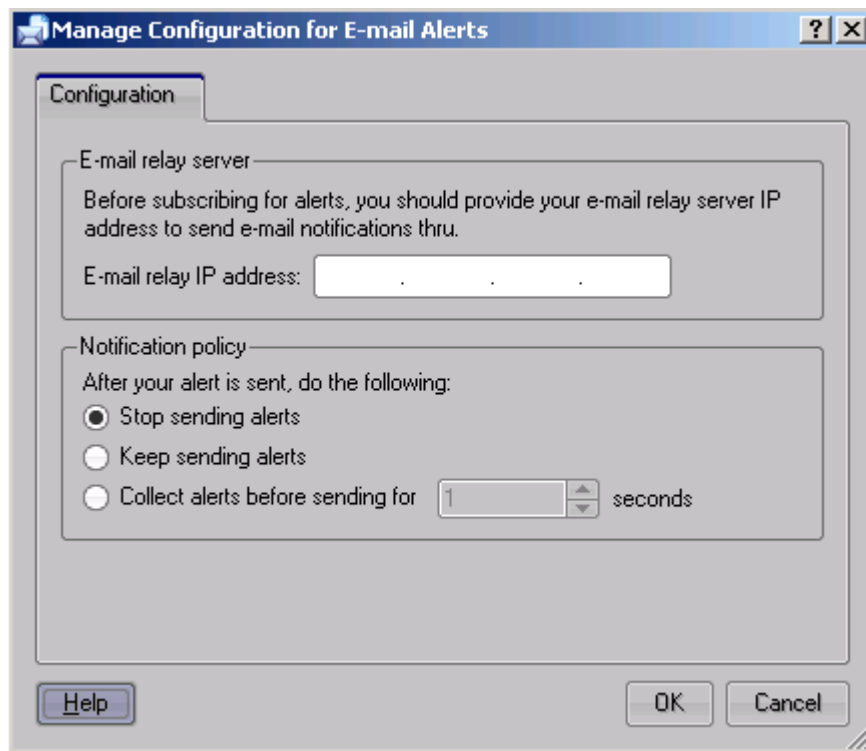 Manage Configuration for E-mail Alerts
Configuration
E-mail relay server
Before subscribing for alerts, you should provide your e-mail relay server IP
address to send e-mail notifications thru.
E-mail relay IP address: . . .
Notification policy
After your alert is sent, do the following:
Stop sending alerts
Keep sending alerts
Collect alerts before sending for 1 seconds
Help OK Cancel